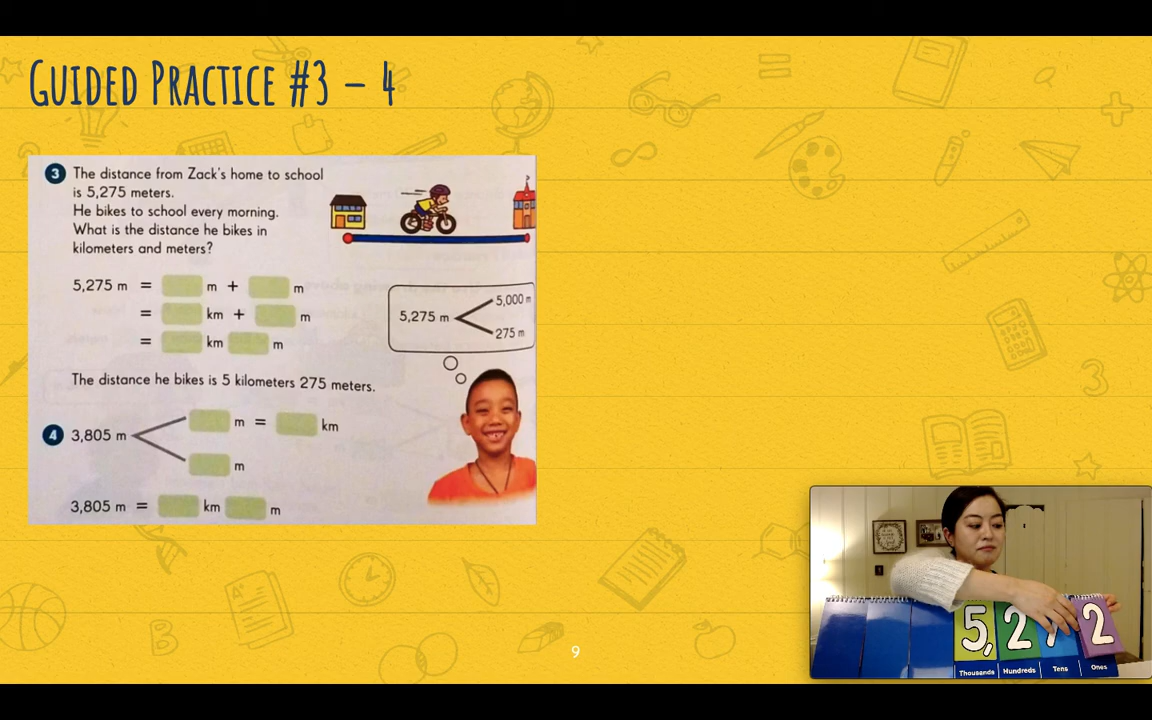 GUIDED PRACTICE #3 – 4
3 The distance from Zack's home to school
is 5,275 meters.
He bikes to school every morning.
What is the distance he bikes in
kilometers and meters?
5,275 m = m + m
= km + m
= km m
5,275 m
5,000 m
275 m
The distance he bikes is 5 kilometers 275 meters.
4 3,805 m
m = km
m
3,805 m = km m
5, 2 7 2
Thousands Hundreds Tens Ones
9